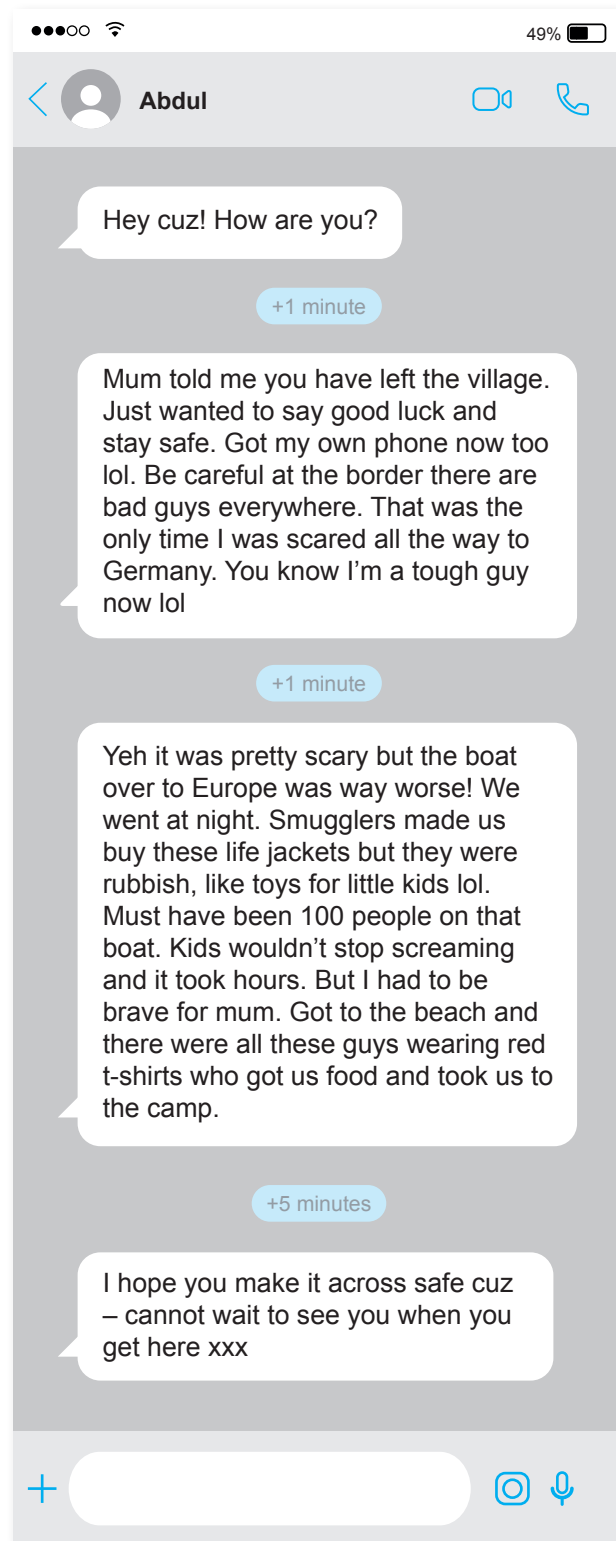 49%
Abdul
Hey cuz! How are you?
+1 minute
Mum told me you have left the village.
Just wanted to say good luck and
stay safe. Got my own phone now too
lol. Be careful at the border there are
bad guys everywhere. That was the
only time I was scared all the way to
Germany. You know I’m a tough guy
now lol
+1 minute
Yeh it was pretty scary but the boat
over to Europe was way worse! We
went at night. Smugglers made us
buy these life jackets but they were
rubbish, like toys for little kids lol.
Must have been 100 people on that
boat. Kids wouldn’t stop screaming
and it took hours. But I had to be
brave for mum. Got to the beach and
there were all these guys wearing red
t-shirts who got us food and took us to
the camp.
+5 minutes
I hope you make it across safe cuz
– cannot wait to see you when you
get here xxx